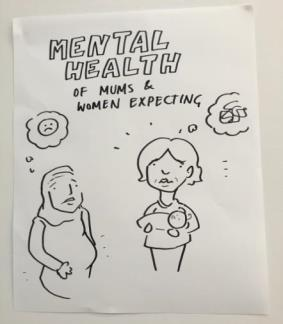 MENTAL
HEALTH
OF MUMS &
WOMEN EXPECTING